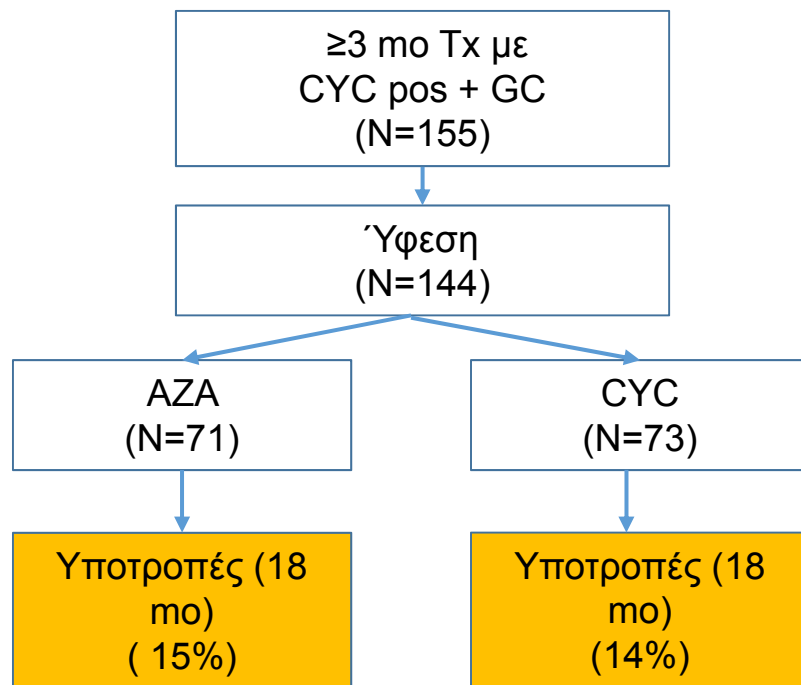 ≥3 mo Tx με
CYC pos + GC
(N=155)
Ύφεση
(N=144)
AZA
(N=71)
CYC
(N=73)
Υποτροπές (18
mo)
( 15%)
Υποτροπές (18
mo)
(14%)